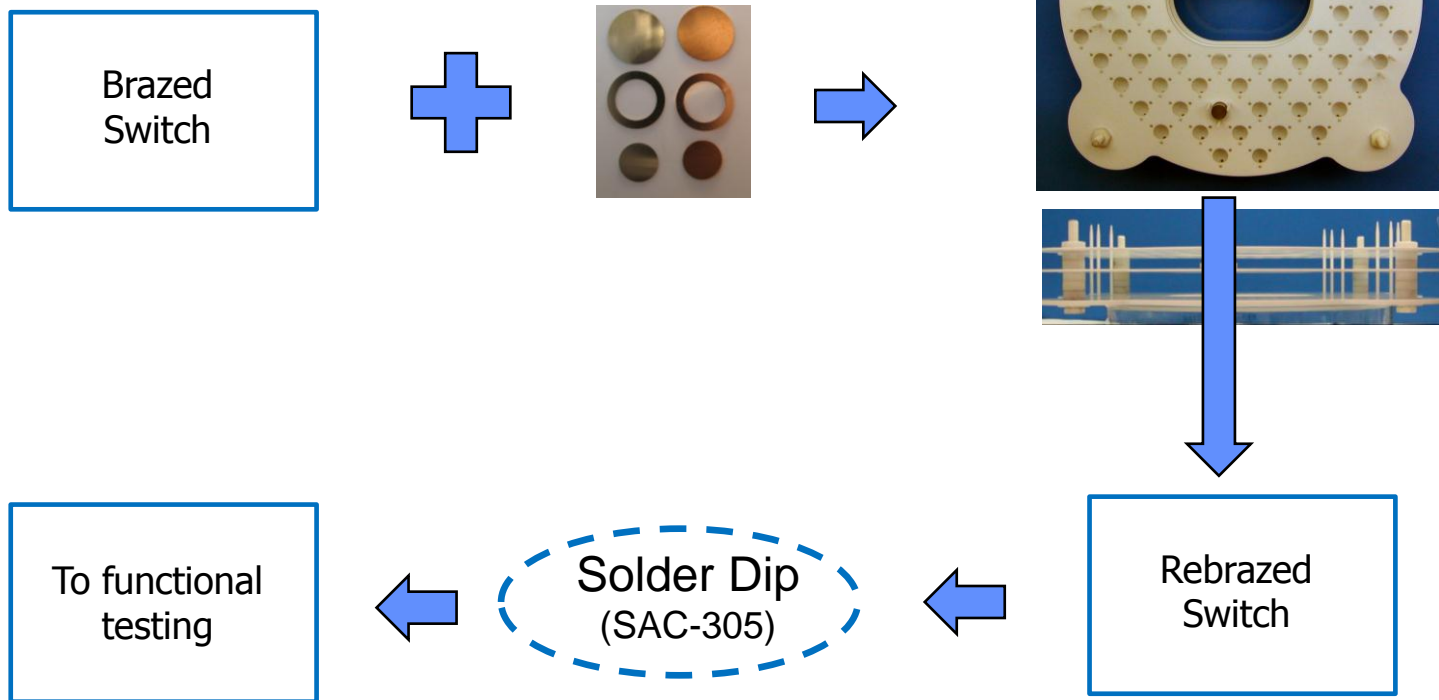 Brazed
Switch
Rebrazed
Switch
Solder Dip
(SAC-305)
To functional
testing